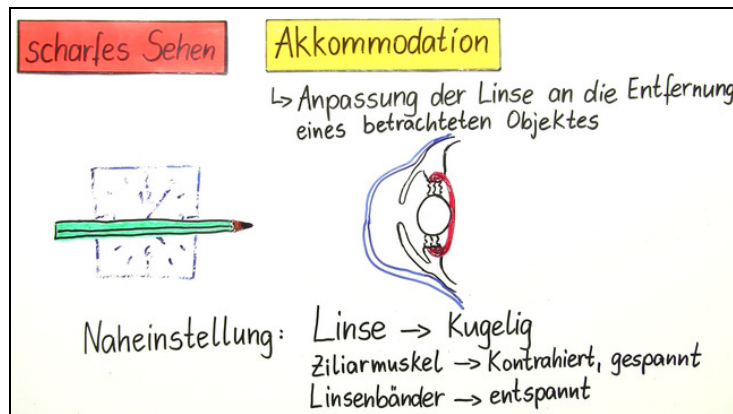 scharfes Sehen
Akkommodation
↳ Anpassung der Linse an die Entfernung
eines betrachteten Objektes
Naheinstellung: Linse → Kugelig
Ziliarmuskel → Kontrahiert, gespannt
Linsenbänder → entspannt